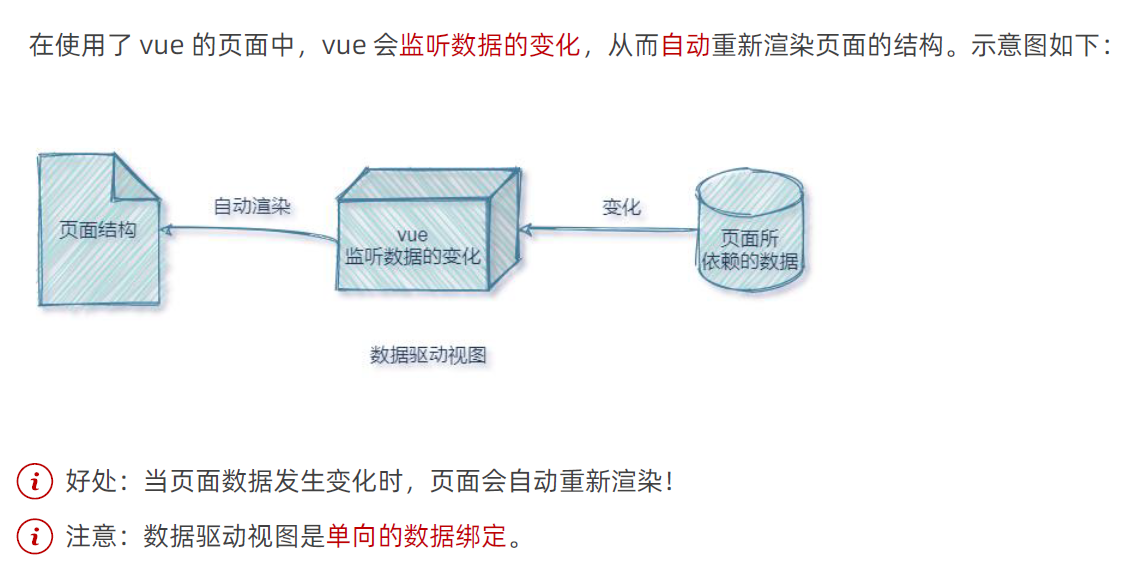 在使用了 vue 的页面中，vue 会监听数据的变化，从而自动重新渲染页面的结构。示意图如下：
页面结构
自动渲染
vue
监听数据的变化
变化
页面所
依赖的数据
数据驱动视图
i 好处：当页面数据发生变化时，页面会自动重新渲染！
i 注意：数据驱动视图是单向的数据绑定。